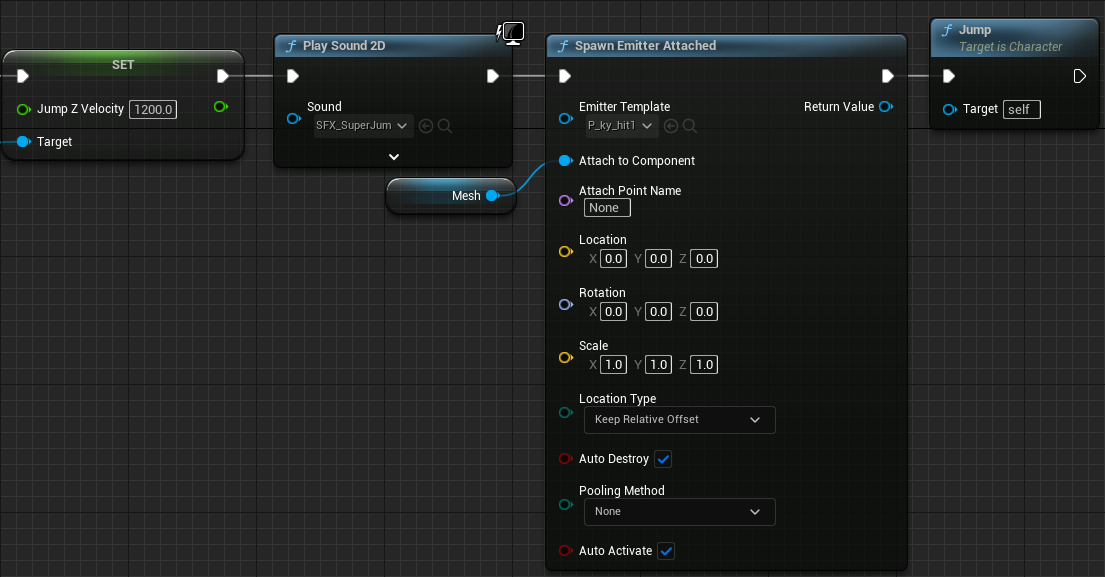 SET
Jump Z Velocity 1200.0
Target
f Play Sound 2D
Sound
SFX_SuperJum
Mesh
f Spawn Emitter Attached
Emitter Template
P_ky_hit1
Return Value
Attach to Component
Attach Point Name
None
Location
X 0.0 Y 0.0 Z 0.0
Rotation
X 0.0 Y 0.0 Z 0.0
Scale
X 1.0 Y 1.0 Z 1.0
Location Type
Keep Relative Offset
Auto Destroy
Pooling Method
None
Auto Activate
f Jump
Target is Character
Target self